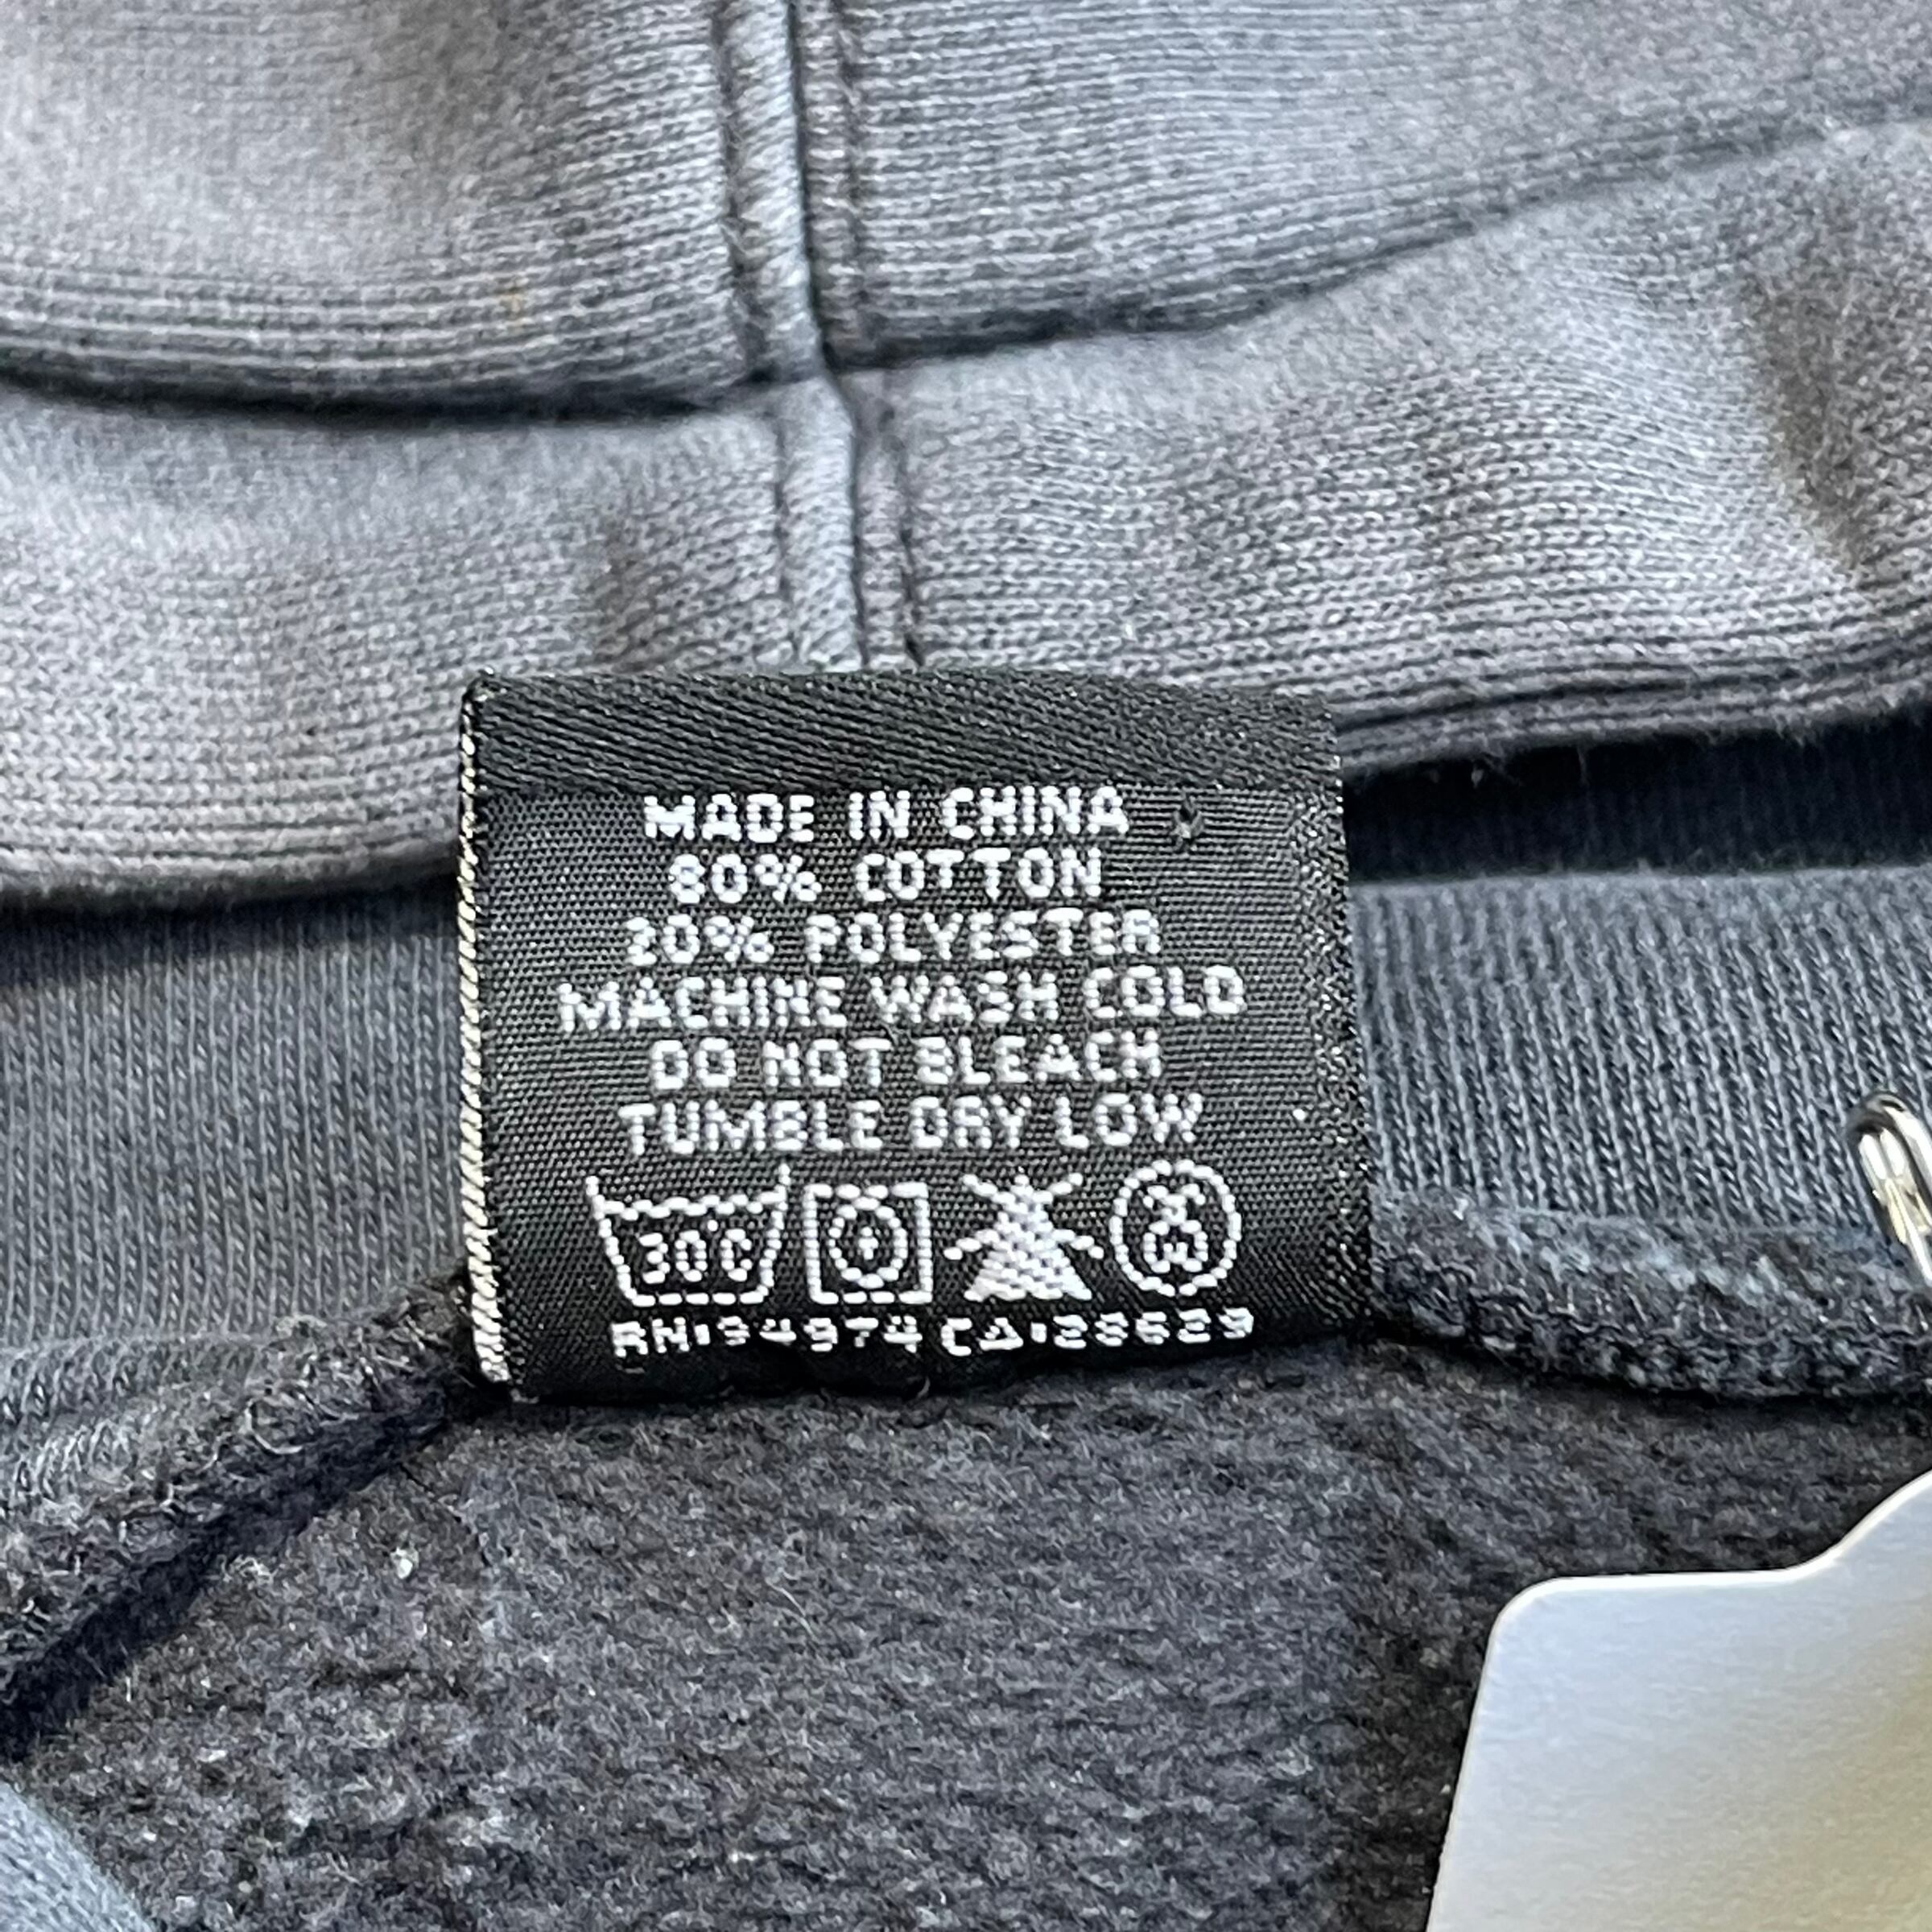 MADE IN CHINA
80% COTTON
20% POLYESTER
MACHINE WASH COLD
DO NOT BLEACH
TUMBLE DRY LOW
30°C
RN:94974 CA:28629